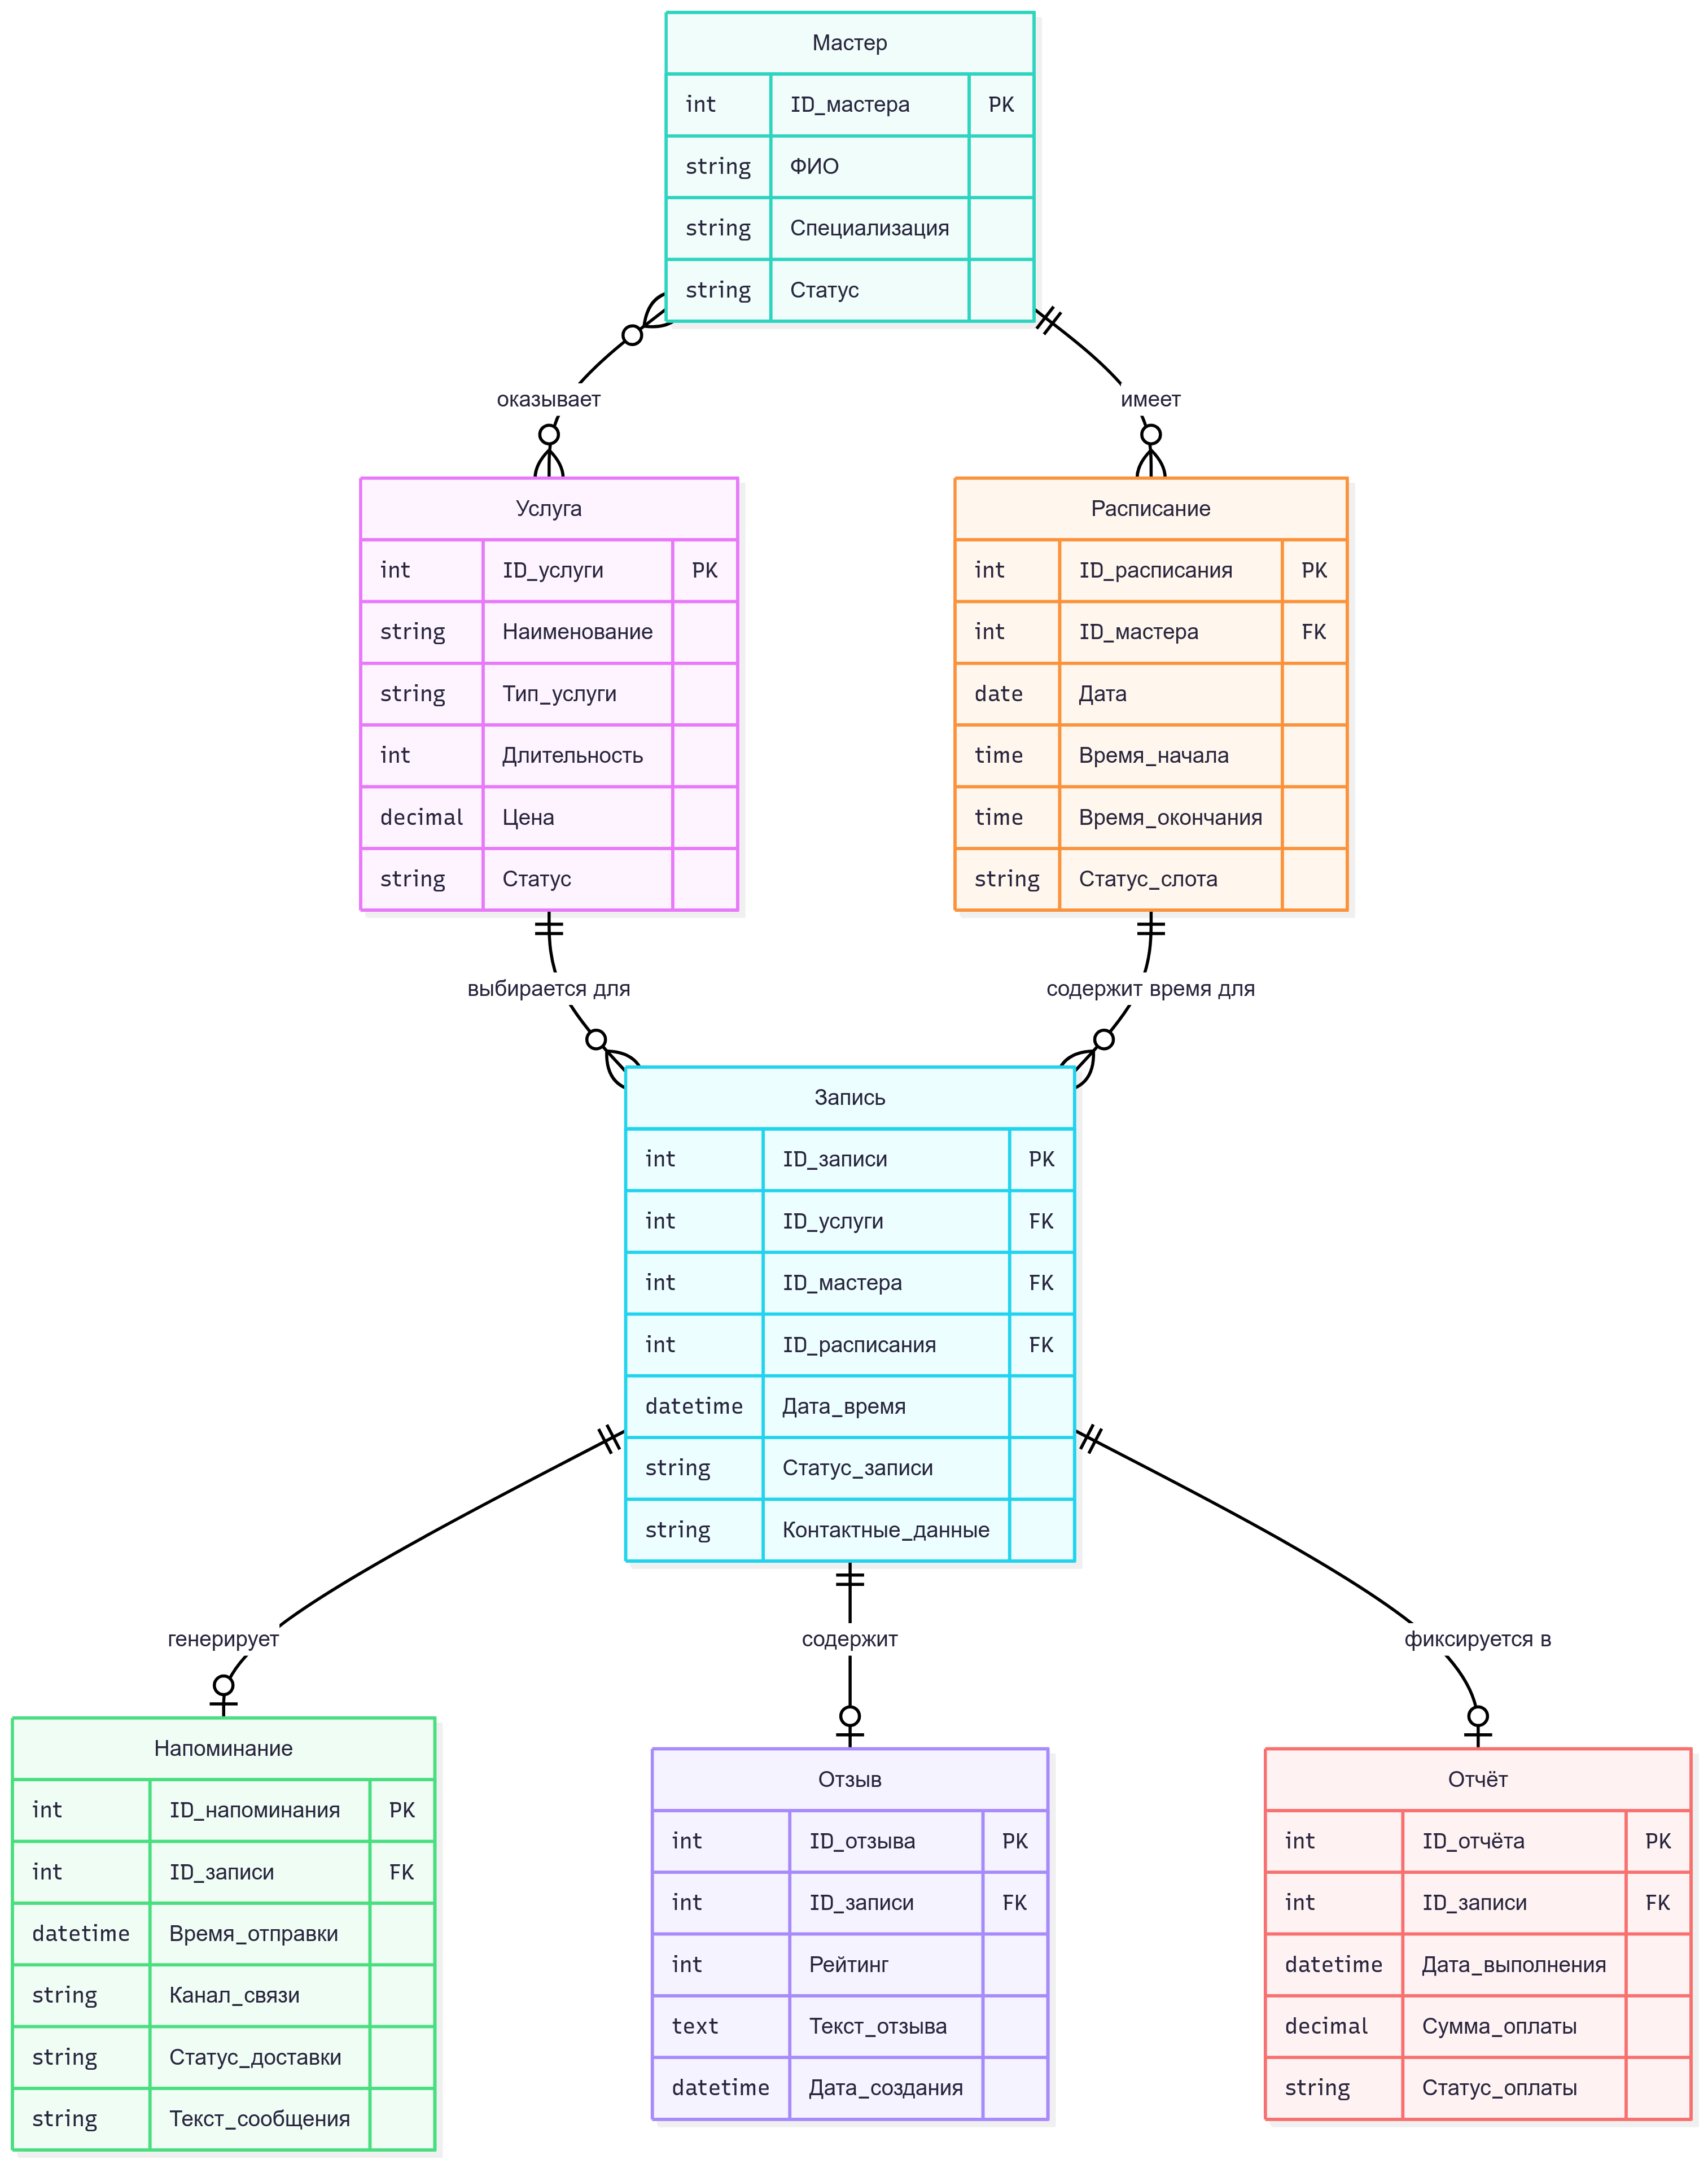 Мастер
int ID_мастера PK
string ФИО
string Специализация
string Статус
оказывает
имеет
Услуга
int ID_услуги PK
string Наименование
string Тип_услуги
int Длительность
decimal Цена
string Статус
Расписание
int ID_расписания PK
int ID_мастера FK
date Дата
time Время_начала
time Время_окончания
string Статус_слота
выбирается для
содержит время для
Запись
int ID_записи PK
int ID_услуги FK
int ID_мастера FK
int ID_расписания FK
datetime Дата_время
string Статус_записи
string Контактные_данные
генерирует
содержит
фиксируется в
Напоминание
int ID_напоминания PK
int ID_записи FK
datetime Время_отправки
string Канал_связи
string Статус_доставки
string Текст_сообщения
Отзыв
int ID_отзыва PK
int ID_записи FK
int Рейтинг
text Текст_отзыва
datetime Дата_создания
Отчёт
int ID_отчёта PK
int ID_записи FK
datetime Дата_выполнения
decimal Сумма_оплаты
string Статус_оплаты